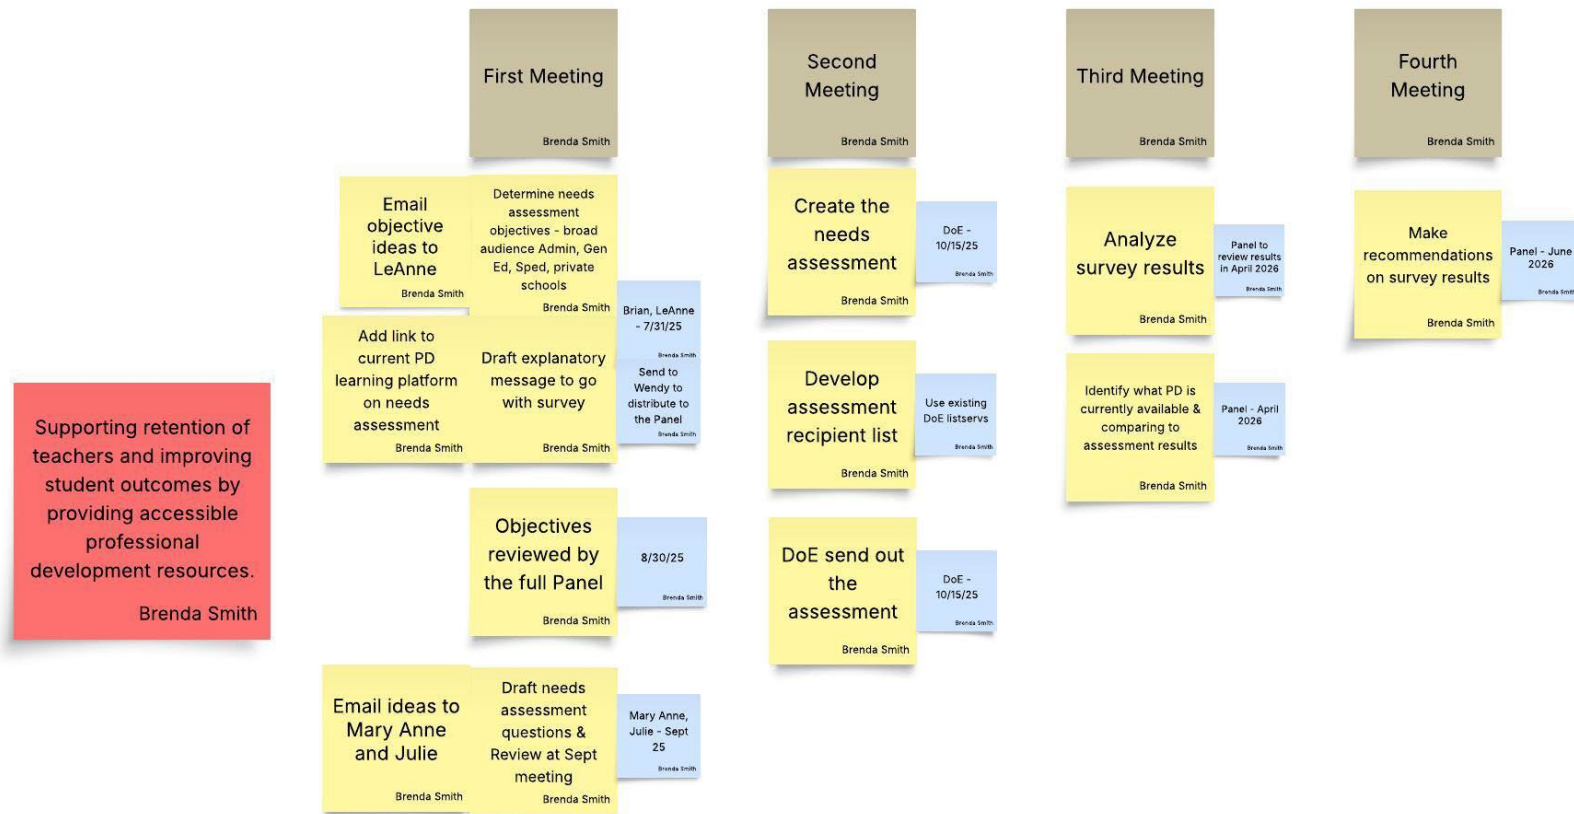 Supporting retention of
teachers and improving
student outcomes by
providing accessible
professional
development resources.
Brenda Smith
First Meeting
Brenda Smith
Email
objective
ideas to
LeAnne
Brenda Smith
Determine needs
assessment
objectives - broad
audience Admin, Gen
Ed, Sped, private
schools
Brenda Smith
Brian, LeAnne
- 7/31/25
Brenda Smith
Add link to
current PD
learning platform
on needs
assessment
Brenda Smith
Draft explanatory
message to go
with survey
Brenda Smith
Send to
Wendy to
distribute to
the Panel
Brenda Smith
Objectives
reviewed by
the full Panel
Brenda Smith
8/30/25
Brenda Smith
Email ideas to
Mary Anne
and Julie
Brenda Smith
Draft needs
assessment
questions &
Review at Sept
meeting
Brenda Smith
Mary Anne,
Julie - Sept
25
Brenda Smith
Second
Meeting
Brenda Smith
Create the
needs
assessment
Brenda Smith
DoE -
10/15/25
Brenda Smith
Develop
assessment
recipient list
Brenda Smith
Use existing
DoE listservs
Brenda Smith
DoE send out
the
assessment
Brenda Smith
DoE -
10/15/25
Brenda Smith
Third Meeting
Brenda Smith
Analyze
survey results
Brenda Smith
Panel to
review results
in April 2026
Brenda Smith
Identify what PD is
currently available &
comparing to
assessment results
Brenda Smith
Panel - April
2026
Brenda Smith
Fourth
Meeting
Brenda Smith
Make
recommendations
on survey results
Brenda Smith
Panel - June
2026
Brenda Smith